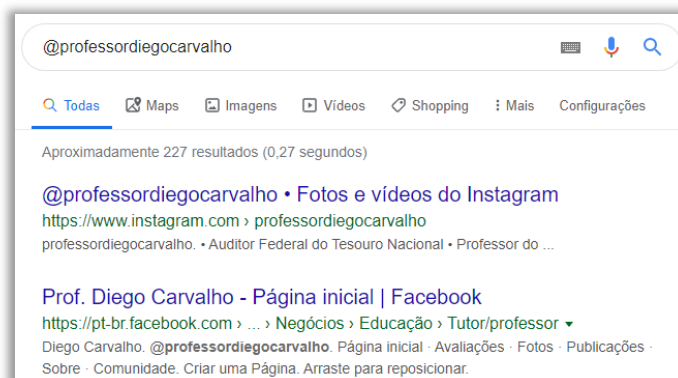 @professordiegocarvalho
Todas Maps Imagens Vídeos Shopping Mais Configurações
Aproximadamente 227 resultados (0,27 segundos)
@professordiegocarvalho • Fotos e vídeos do Instagram
https://www.instagram.com › professordiegocarvalho
professordiegocarvalho. • Auditor Federal do Tesouro Nacional • Professor do ...
Prof. Diego Carvalho - Página inicial | Facebook
https://pt-br.facebook.com › ... › Negócios › Educação › Tutor/professor
Diego Carvalho. @professordiegocarvalho. Página inicial · Avaliações · Fotos · Publicações ·
Sobre · Comunidade. Criar uma Página. Arraste para reposicionar.